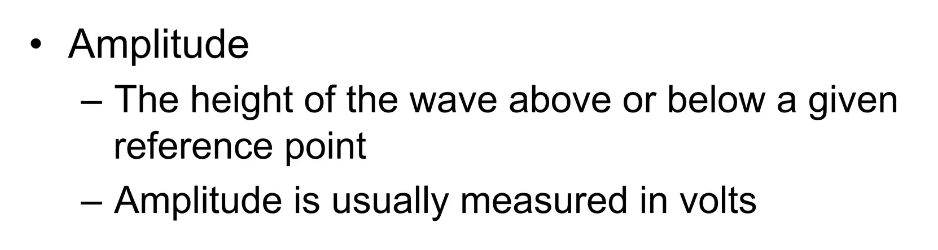 • Amplitude
– The height of the wave above or below a given
reference point
– Amplitude is usually measured in volts